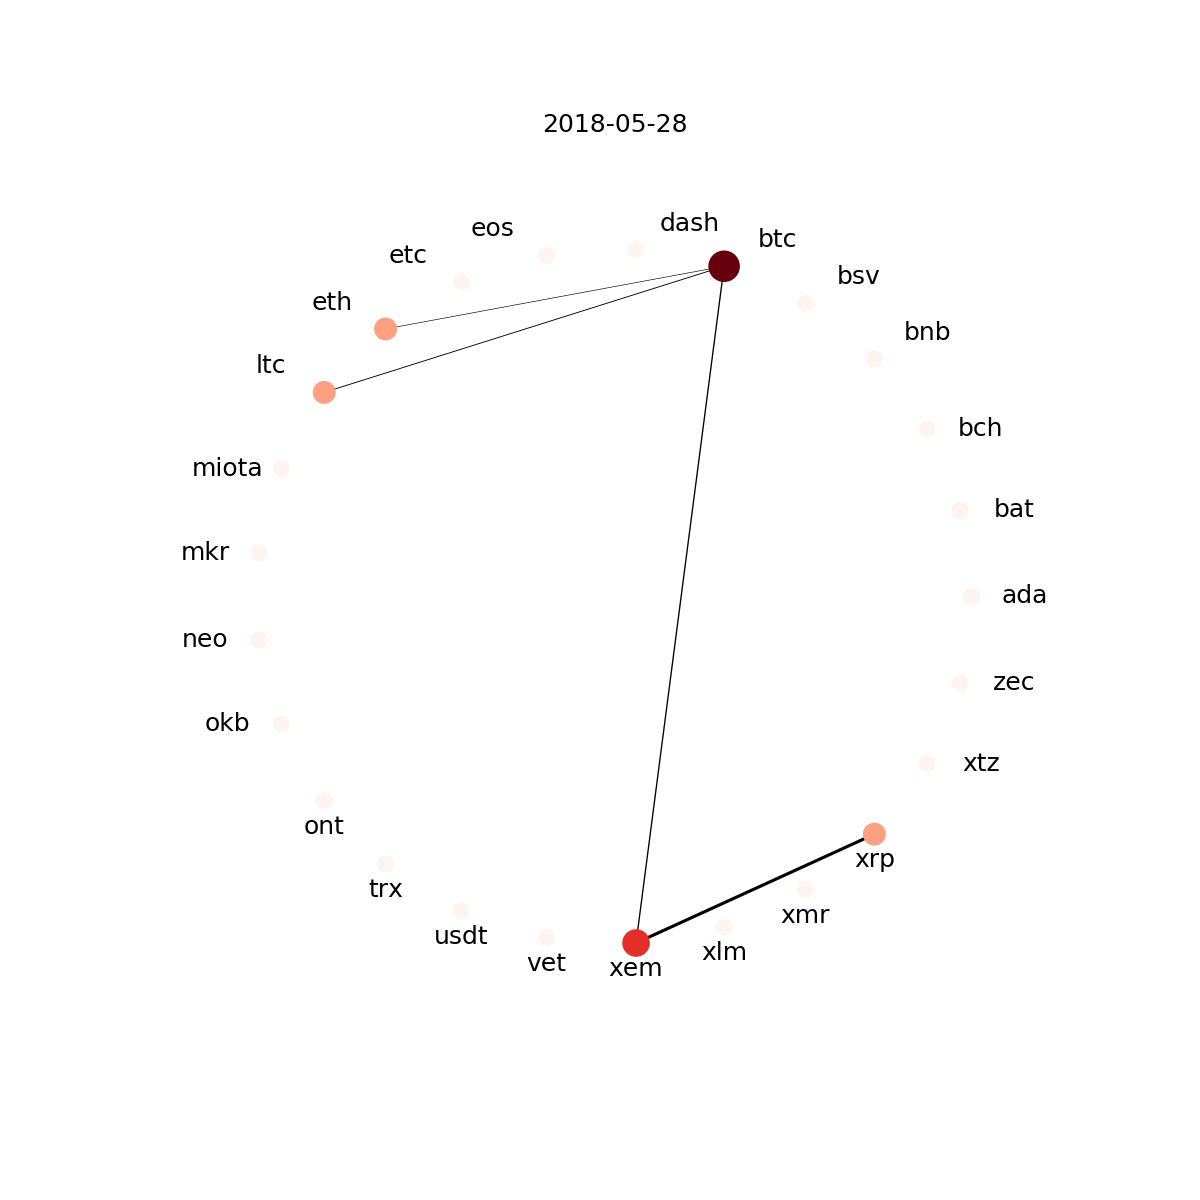 2018-05-28
dash
eos
btc
etc
bsv
eth
bnb
ltc
bch
miota
bat
mkr
ada
neo
zec
okb
xtz
ont
xrp
trx
xmr
usdt
xlm
vet
xem